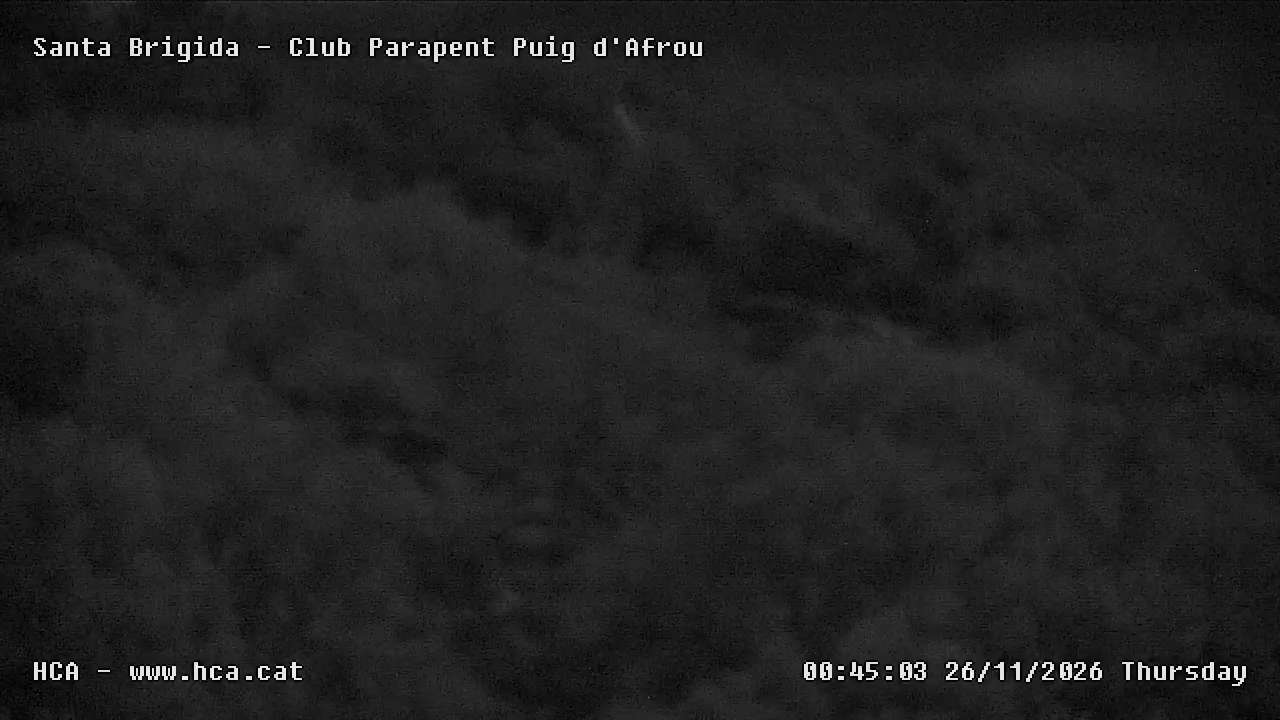 Santa Brigida - Club Parapent Puig d'Afrou
HCA - www.hca.cat
00:45:03 26/11/2026 Thursday